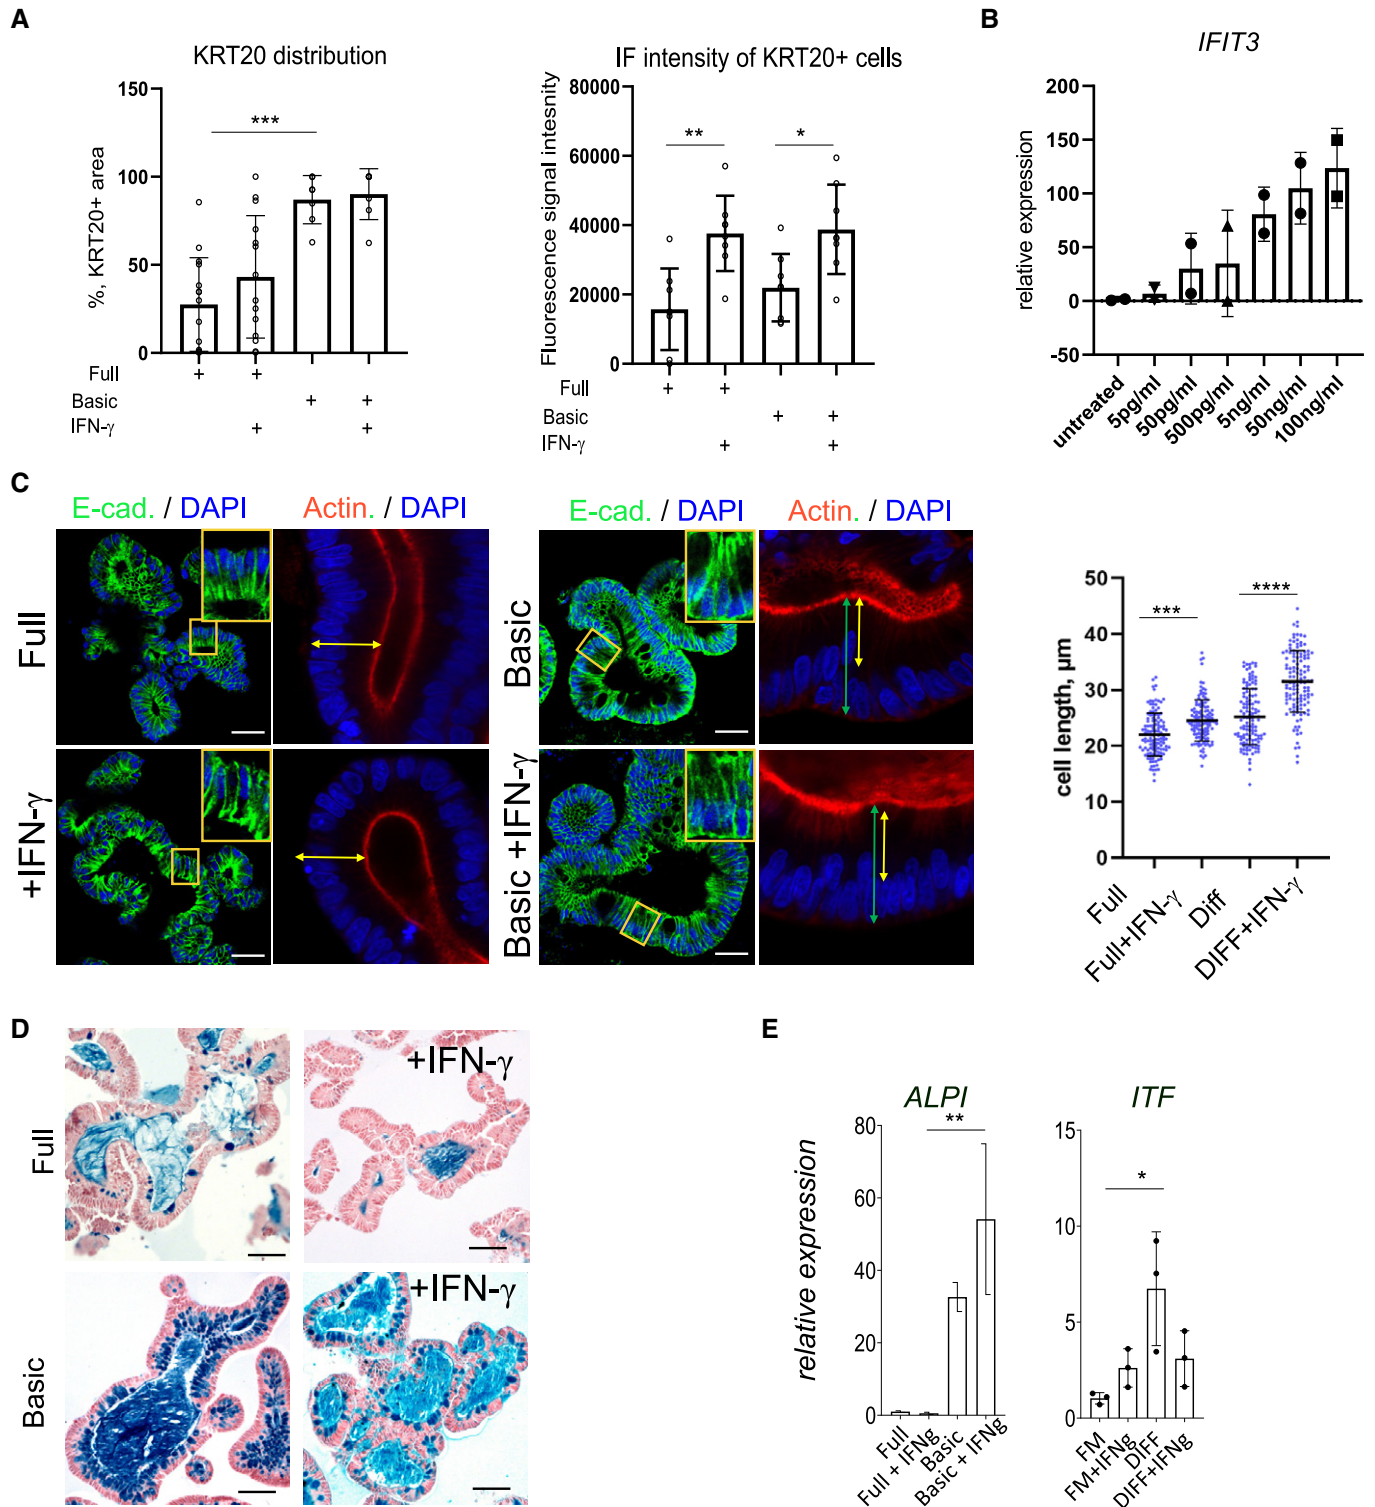 A
KRT20 distribution
%, KRT20+ area
150
100
50
0
***
Full + +
Basic + +
IFN-γ + +
IF intensity of KRT20+ cells
Fluorescence signal intesnity
80000
60000
40000
20000
0
** *
Full + +
Basic + +
IFN-γ + +
B
IFIT3
relative expression
200
150
100
50
0
-50
untreated
5pg/ml
50pg/ml
500pg/ml
5ng/ml
50ng/ml
100ng/ml
C
E-cad. / DAPI
Actin. / DAPI
E-cad. / DAPI
Actin. / DAPI
Full
+IFN-γ
Basic
Basic +IFN-γ
cell length, µm
50
40
30
20
10
0
*** ****
Full
Full+IFN-γ
Diff
DIFF+IFN-γ
D
Full
+IFN-γ
Basic
+IFN-γ
E
ALPI
relative expression
80
60
40
20
0
**
Full
Full + IFNg
Basic
Basic + IFNg
ITF
15
10
5
0
*
FM
FM+IFNg
DIFF
DIFF+IFNg